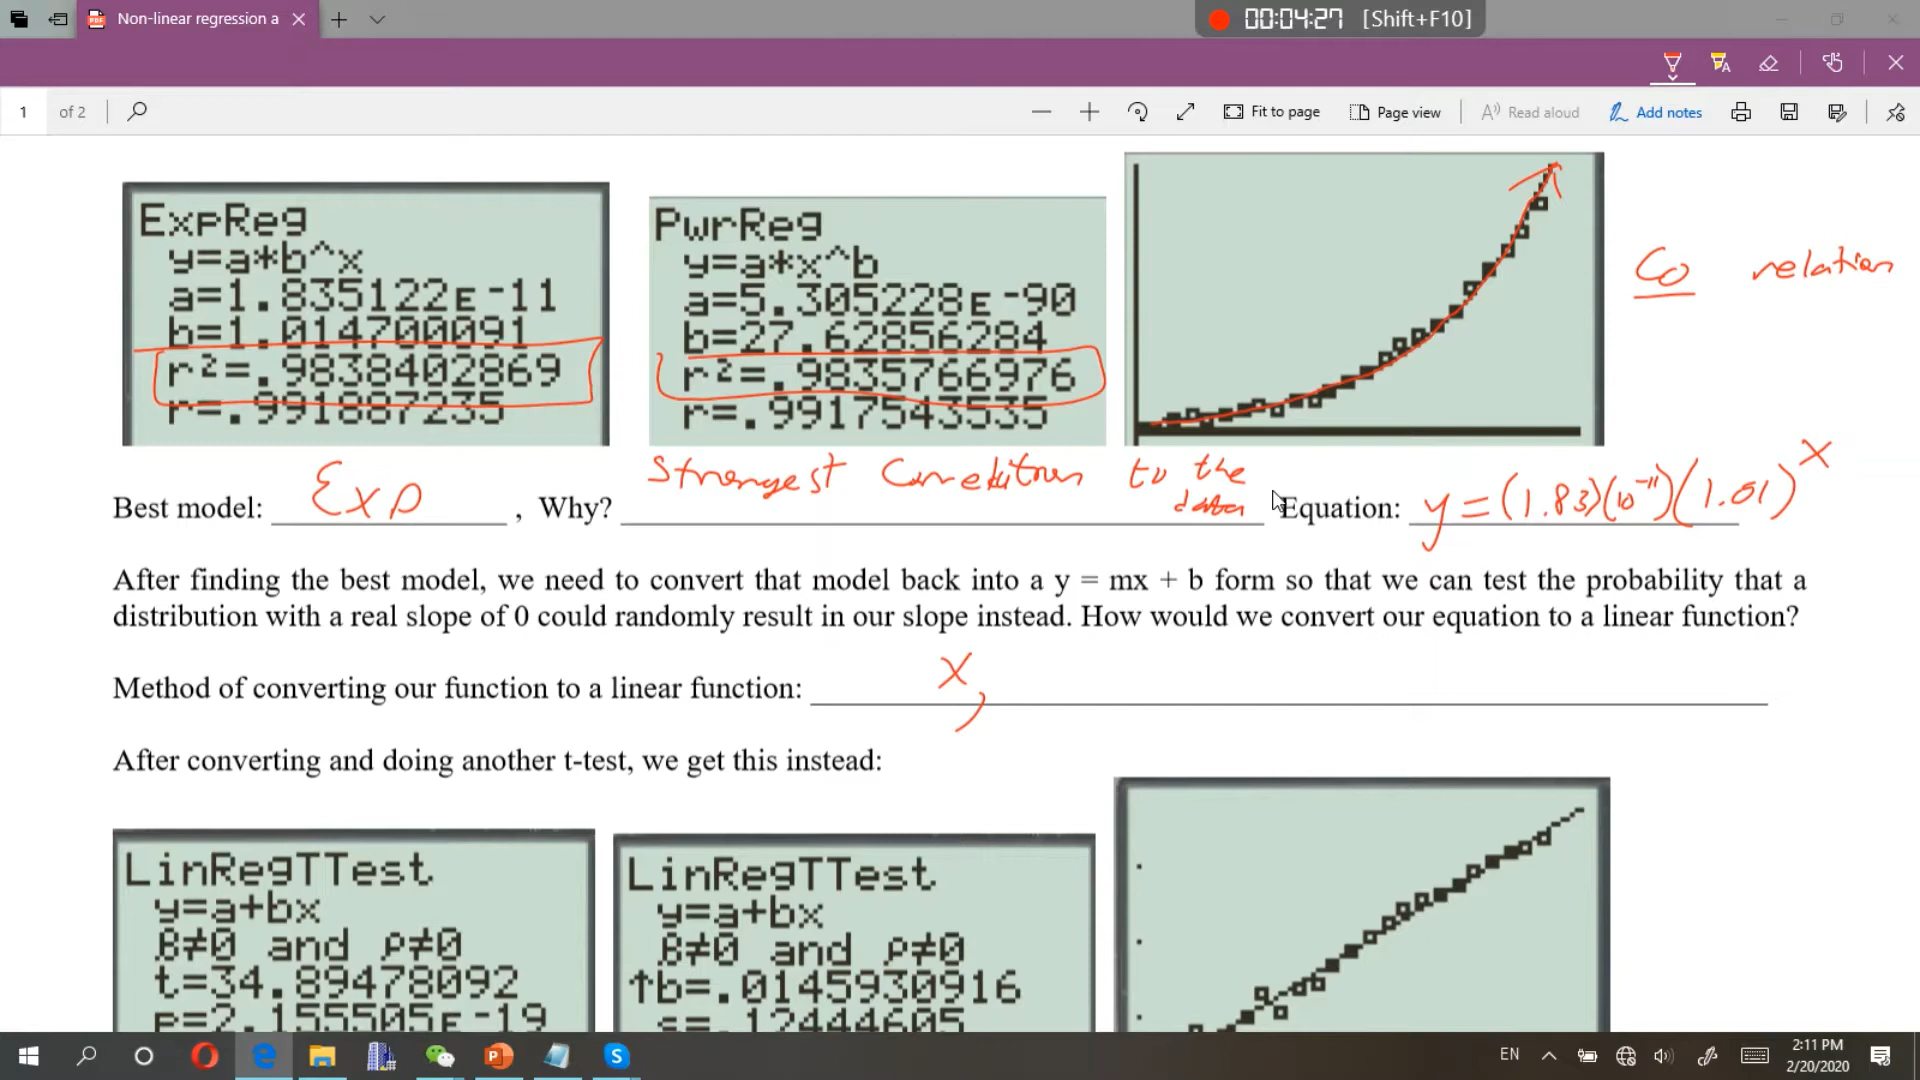 Non-linear regression a
00:04:27 [Shift+F10]
1 of 2
Fit to page
Page view
Read aloud
Add notes
ExpReg
y=a*b^x
a=1.835122E-11
b=1.014700091
r²=.9838402869
r=.991887235
PwrReg
y=a*x^b
a=5.305228E-90
b=27.62856284
r²=.9835766976
r=.9917543535
Co relation
Strongest Correlation to the
data
Best model: Exp , Why? Equation: y = (1.83)(10⁻¹¹)(1.01)^x
After finding the best model, we need to convert that model back into a y = mx + b form so that we can test the probability that a
distribution with a real slope of 0 could randomly result in our slope instead. How would we convert our equation to a linear function?
Method of converting our function to a linear function: x,
After converting and doing another t-test, we get this instead:
LinRegTTest
y=a+bx
β≠0 and ρ≠0
t=34.89478092
p=2.155505E-19
LinRegTTest
y=a+bx
β≠0 and ρ≠0
↑b=.0145930916
s=.12444605
EN
2:11 PM
2/20/2020